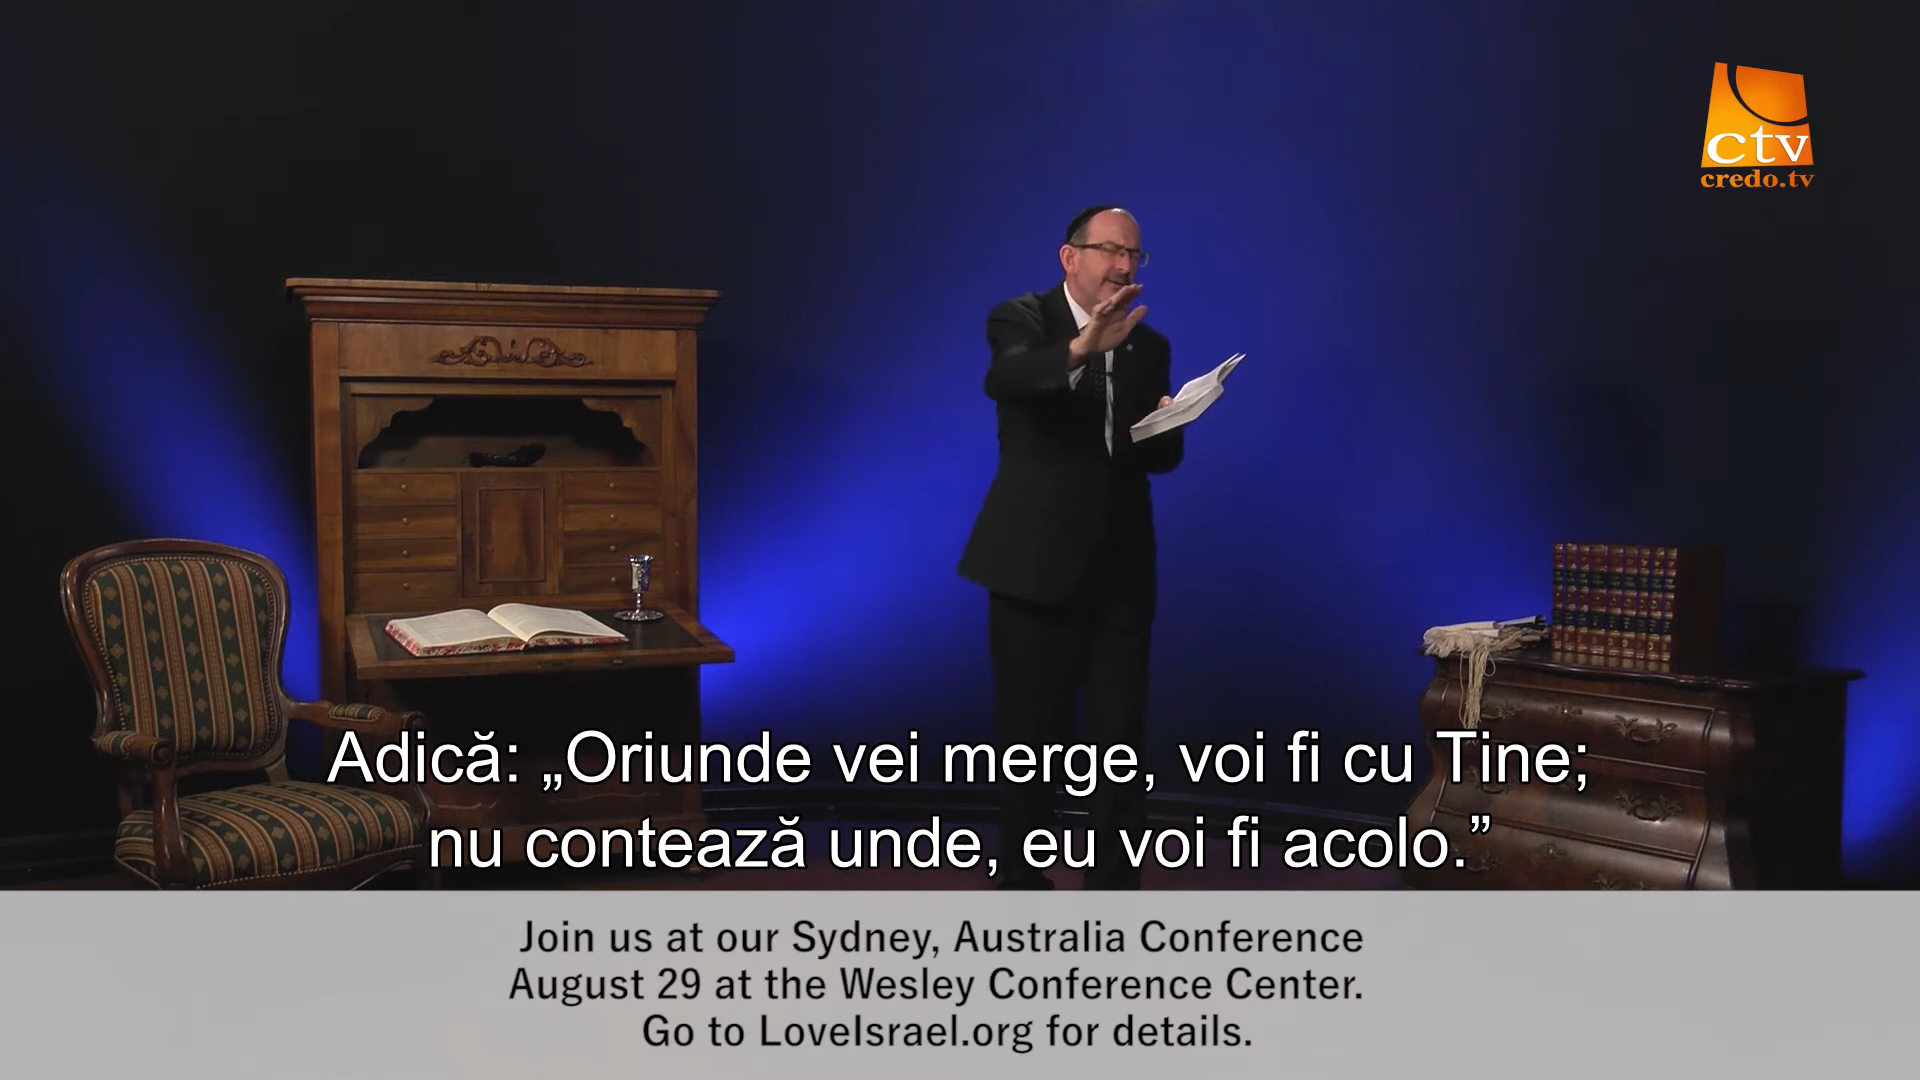 ctv
credo.tv
Adică: „Oriunde vei merge, voi fi cu Tine;
nu contează unde, eu voi fi acolo.”
Join us at our Sydney, Australia Conference
August 29 at the Wesley Conference Center.
Go to LoveIsrael.org for details.